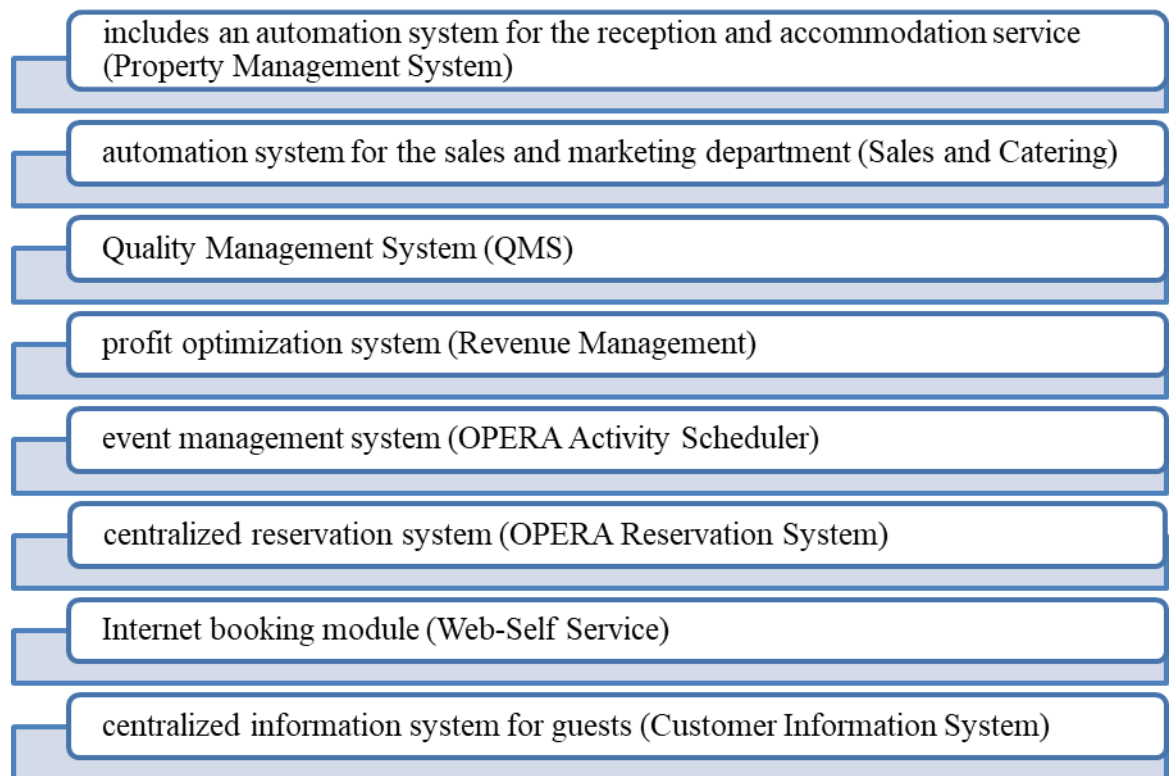 includes an automation system for the reception and accommodation service
(Property Management System)
automation system for the sales and marketing department (Sales and Catering)
Quality Management System (QMS)
profit optimization system (Revenue Management)
event management system (OPERA Activity Scheduler)
centralized reservation system (OPERA Reservation System)
Internet booking module (Web-Self Service)
centralized information system for guests (Customer Information System)